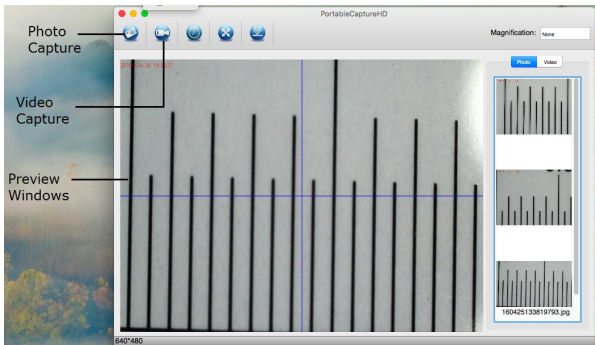 PortableCaptureHD
Photo
Capture
Magnification:
None
Photo
Video
Video
Capture
Preview
Windows
160425133819793.jpg
640*480